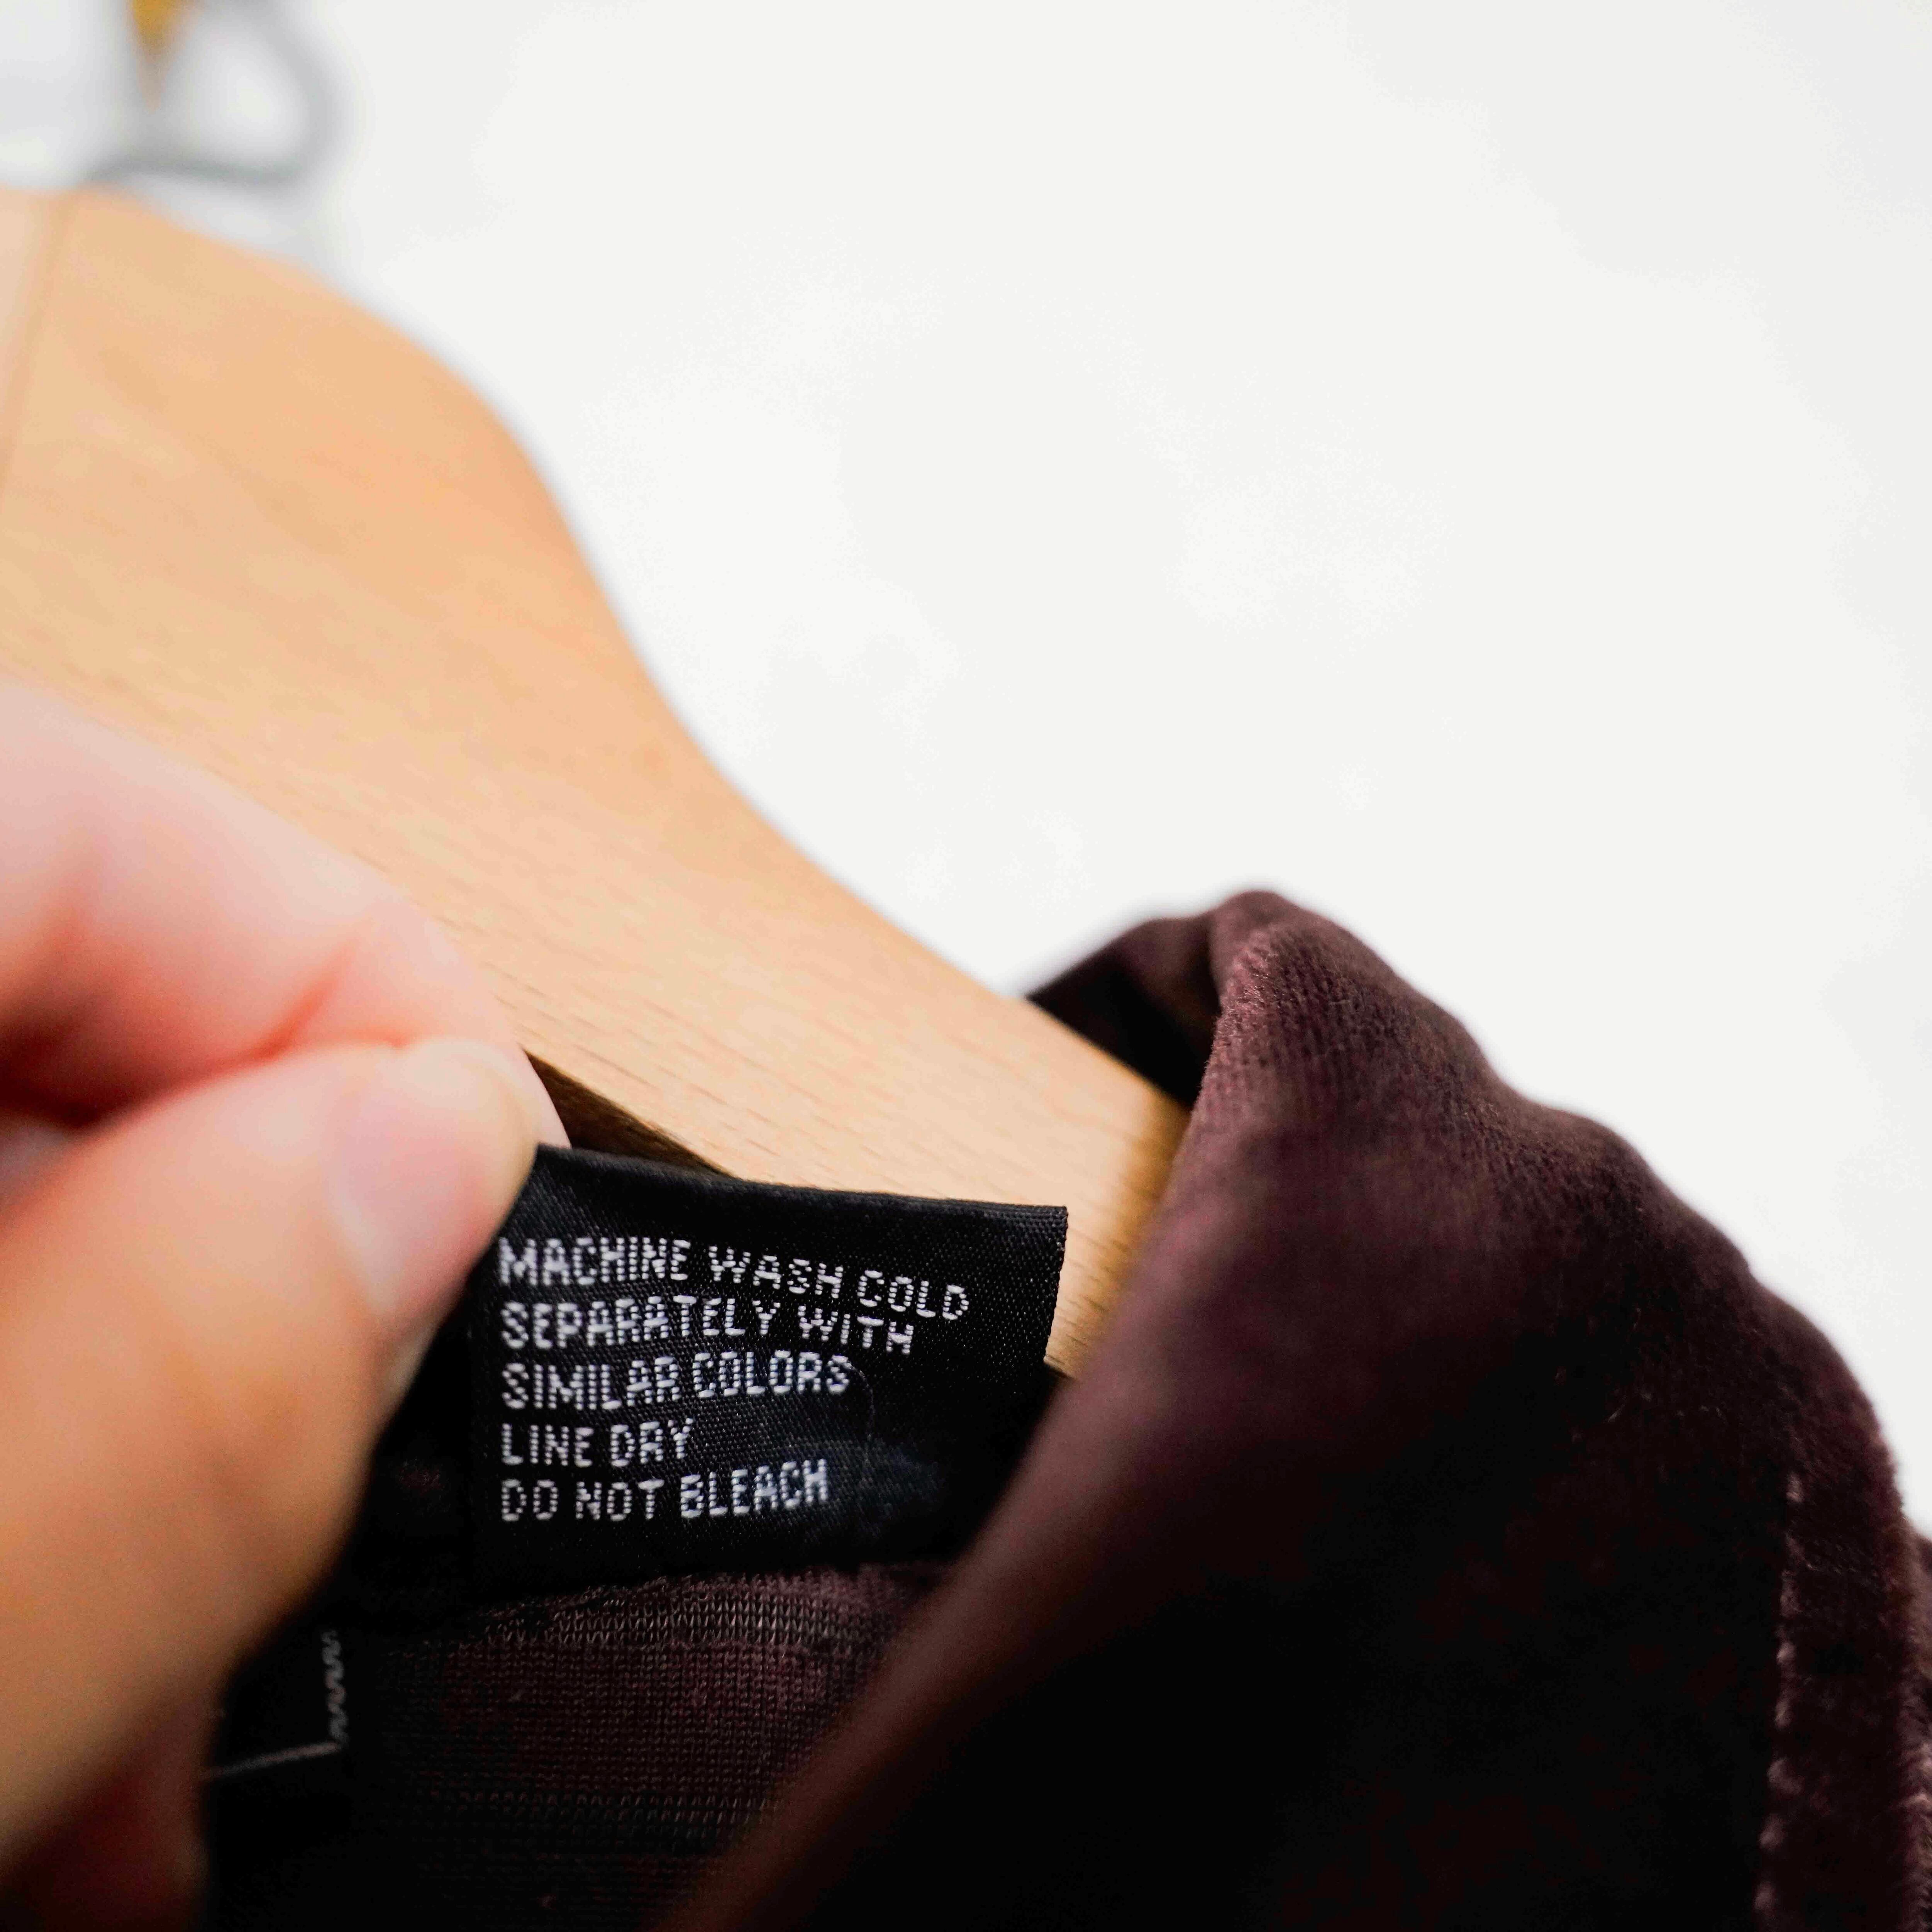 MACHINE WASH COLD
SEPARATELY WITH
SIMILAR COLORS
LINE DRY
DO NOT BLEACH